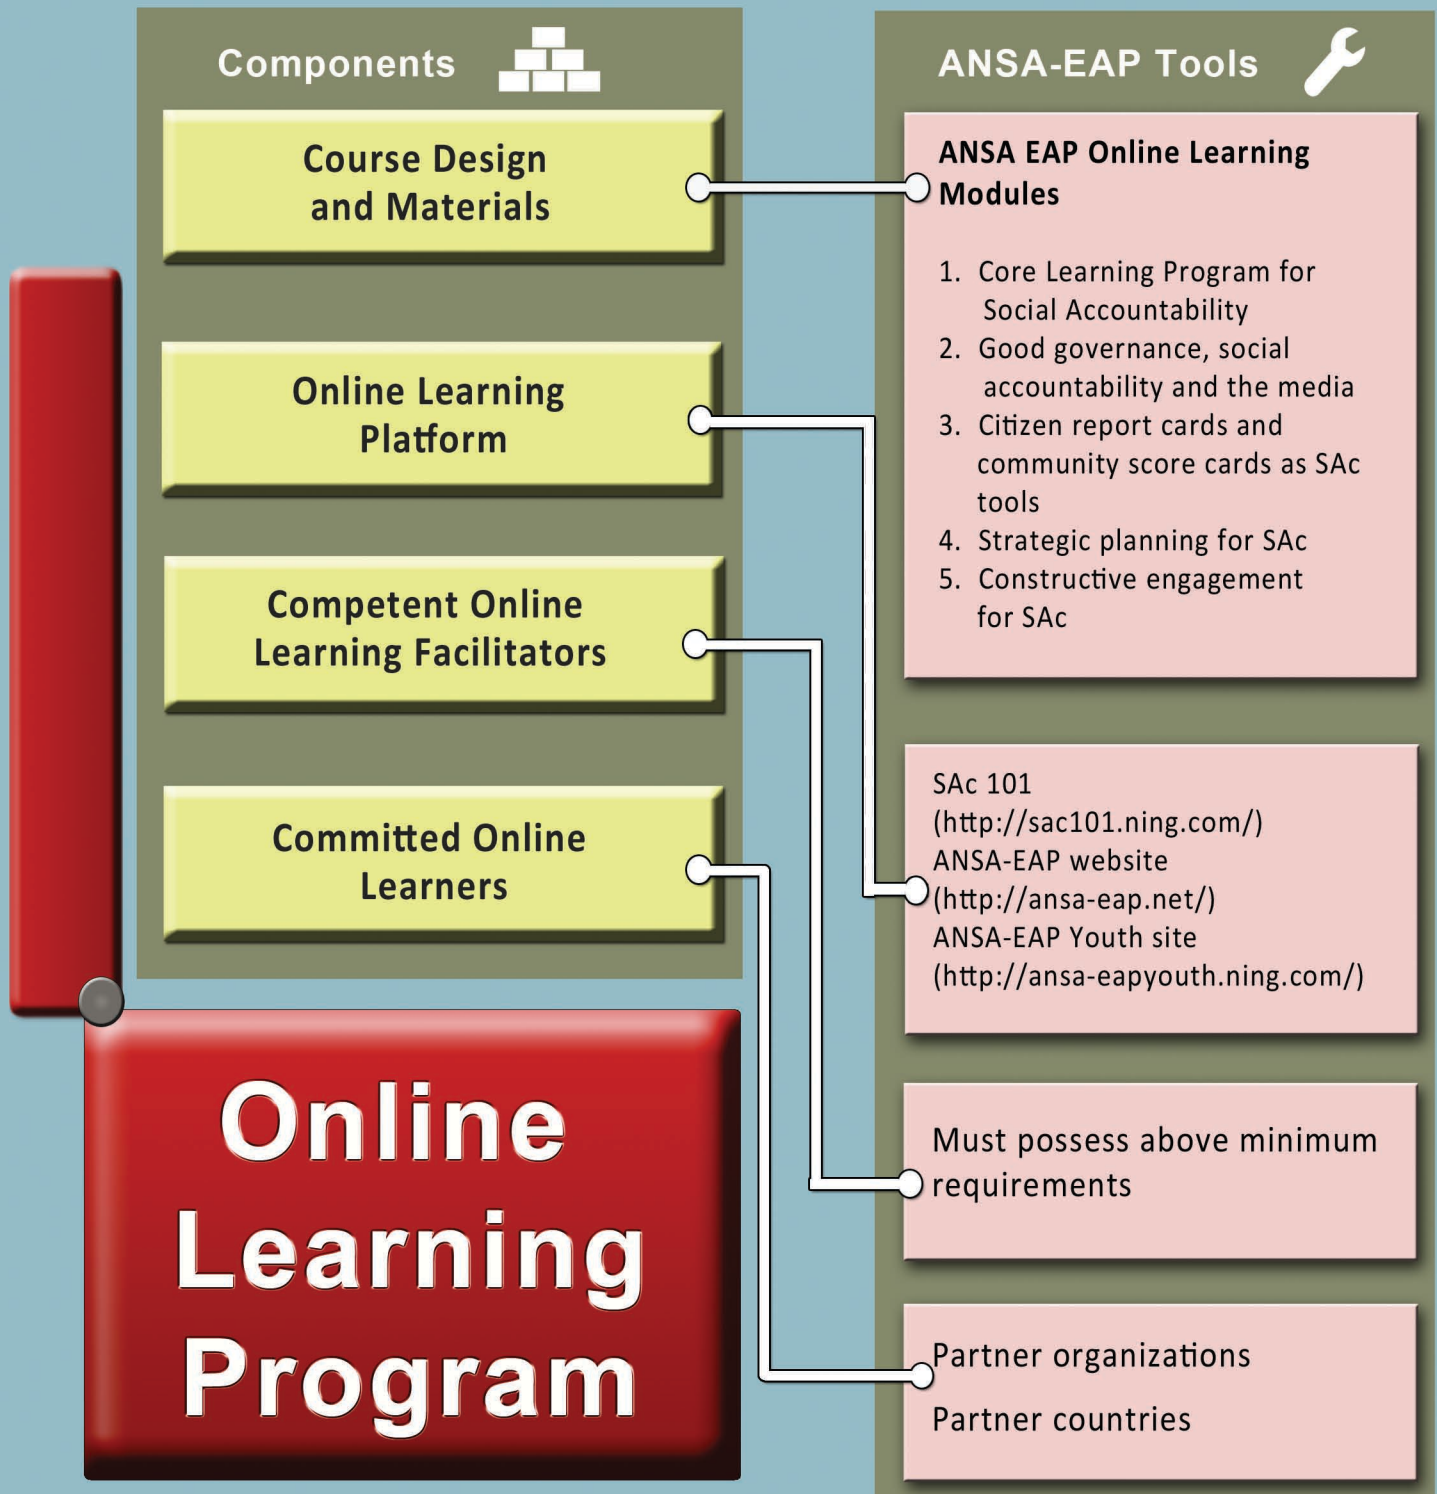 Components
Course Design
and Materials
Online Learning
Platform
Competent Online
Learning Facilitators
Committed Online
Learners
Online
Learning
Program
ANSA-EAP Tools
ANSA EAP Online Learning
Modules
1. Core Learning Program for
Social Accountability
2. Good governance, social
accountability and the media
3. Citizen report cards and
community score cards as SAc
tools
4. Strategic planning for SAc
5. Constructive engagement
for SAc
SAc 101
(http://sac101.ning.com/)
ANSA-EAP website
(http://ansa-eap.net/)
ANSA-EAP Youth site
(http://ansa-eapyouth.ning.com/)
Must possess above minimum
requirements
Partner organizations
Partner countries